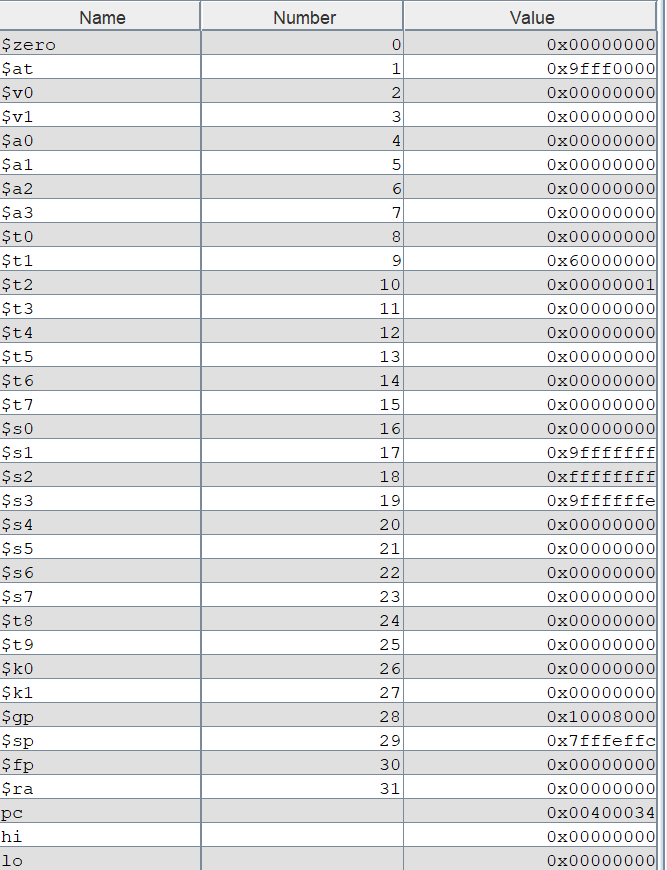 Name Number Value
$zero 0 0x00000000
$at 1 0x9fff0000
$v0 2 0x00000000
$v1 3 0x00000000
$a0 4 0x00000000
$a1 5 0x00000000
$a2 6 0x00000000
$a3 7 0x00000000
$t0 8 0x00000000
$t1 9 0x60000000
$t2 10 0x00000001
$t3 11 0x00000000
$t4 12 0x00000000
$t5 13 0x00000000
$t6 14 0x00000000
$t7 15 0x00000000
$s0 16 0x00000000
$s1 17 0x9fffffff
$s2 18 0xffffffff
$s3 19 0x9ffffffe
$s4 20 0x00000000
$s5 21 0x00000000
$s6 22 0x00000000
$s7 23 0x00000000
$t8 24 0x00000000
$t9 25 0x00000000
$k0 26 0x00000000
$k1 27 0x00000000
$gp 28 0x10008000
$sp 29 0x7fffeffc
$fp 30 0x00000000
$ra 31 0x00000000
pc 0x00400034
hi 0x00000000
lo 0x00000000